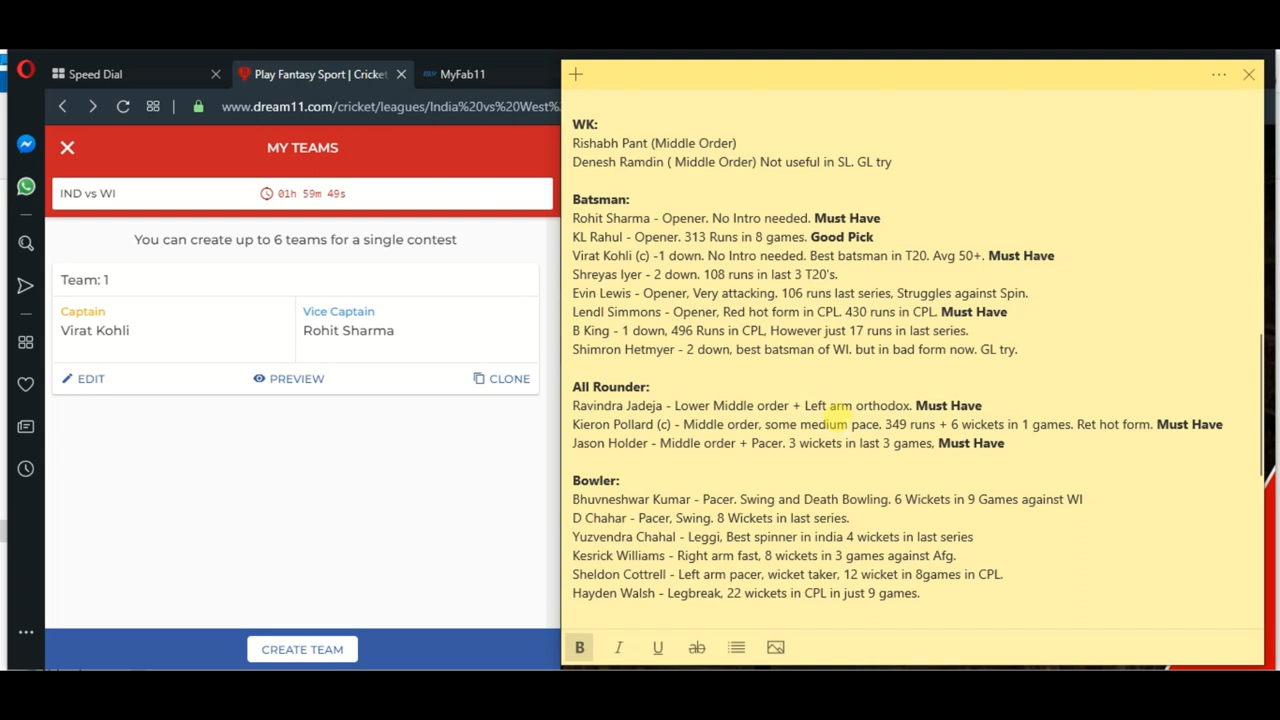 Speed Dial
Play Fantasy Sport | Cricket
MyFab11
www.dream11.com/cricket/leagues/India%20vs%20West%
MY TEAMS
IND vs WI
01h 59m 49s
You can create up to 6 teams for a single contest
Team: 1
Captain
Virat Kohli
Vice Captain
Rohit Sharma
EDIT
PREVIEW
CLONE
CREATE TEAM
WK:
Rishabh Pant (Middle Order)
Denesh Ramdin ( Middle Order) Not useful in SL. GL try
Batsman:
Rohit Sharma - Opener. No Intro needed. Must Have
KL Rahul - Opener. 313 Runs in 8 games. Good Pick
Virat Kohli (c) -1 down. No Intro needed. Best batsman in T20. Avg 50+. Must Have
Shreyas Iyer - 2 down. 108 runs in last 3 T20's.
Evin Lewis - Opener, Very attacking. 106 runs last series, Struggles against Spin.
Lendl Simmons - Opener, Red hot form in CPL. 430 runs in CPL. Must Have
B King - 1 down, 496 Runs in CPL, However just 17 runs in last series.
Shimron Hetmyer - 2 down, best batsman of WI. but in bad form now. GL try.
All Rounder:
Ravindra Jadeja - Lower Middle order + Left arm orthodox. Must Have
Kieron Pollard (c) - Middle order, some medium pace. 349 runs + 6 wickets in 1 games. Ret hot form. Must Have
Jason Holder - Middle order + Pacer. 3 wickets in last 3 games, Must Have
Bowler:
Bhuvneshwar Kumar - Pacer. Swing and Death Bowling. 6 Wickets in 9 Games against WI
D Chahar - Pacer, Swing. 8 Wickets in last series.
Yuzvendra Chahal - Leggi, Best spinner in india 4 wickets in last series
Kesrick Williams - Right arm fast, 8 wickets in 3 games against Afg.
Sheldon Cottrell - Left arm pacer, wicket taker, 12 wicket in 8games in CPL.
Hayden Walsh - Legbreak, 22 wickets in CPL in just 9 games.
B I U ab